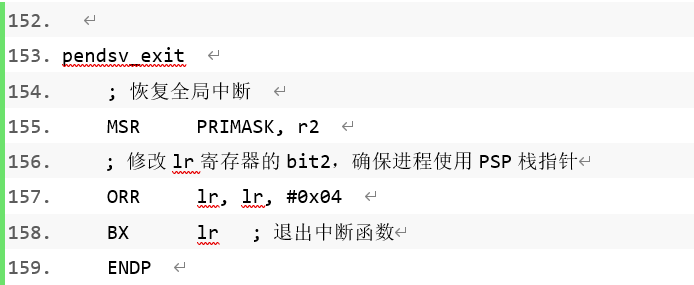 152. ↵
153. pendsv_exit ↵
154. ; 恢复全局中断 ↵
155. MSR PRIMASK, r2 ↵
156. ; 修改 lr 寄存器的 bit2，确保进程使用 PSP 栈指针↵
157. ORR lr, lr, #0x04 ↵
158. BX lr ; 退出中断函数↵
159. ENDP ↵